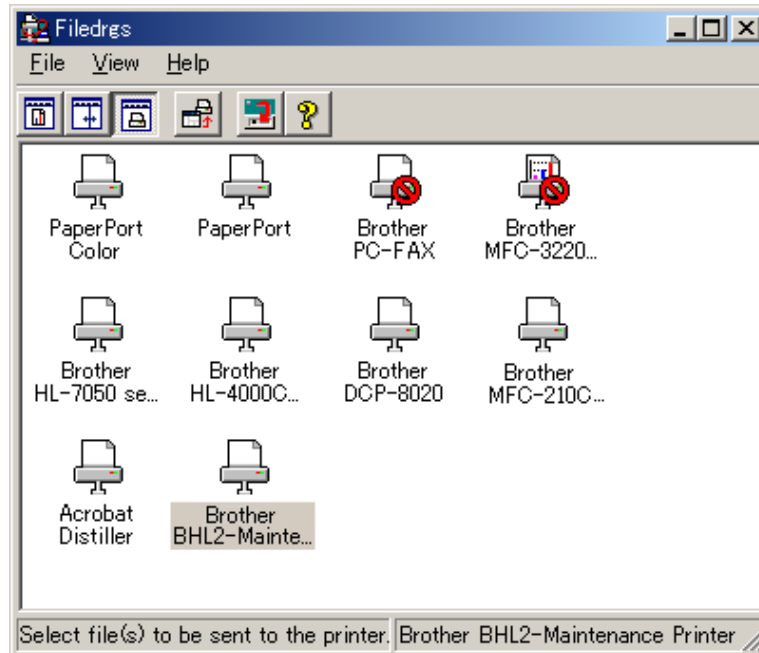 Filedrgs
File View Help
PaperPort
Color
PaperPort
Brother
PC-FAX
Brother
MFC-3220...
Brother
HL-7050 se...
Brother
HL-4000C...
Brother
DCP-8020
Brother
MFC-210C...
Acrobat
Distiller
Brother
BHL2-Mainte...
Select file(s) to be sent to the printer. Brother BHL2-Maintenance Printer